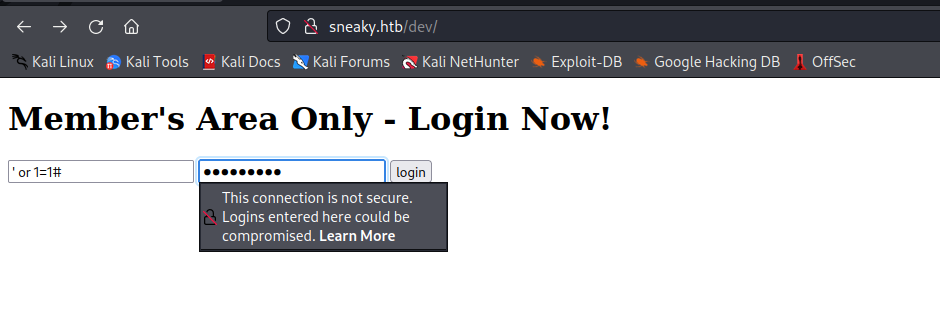 sneaky.htb/dev/
Kali Linux Kali Tools Kali Docs Kali Forums Kali NetHunter Exploit-DB Google Hacking DB OffSec
Member's Area Only - Login Now!
' or 1=1# ●●●●●●●●● login
This connection is not secure.
Logins entered here could be
compromised. Learn More